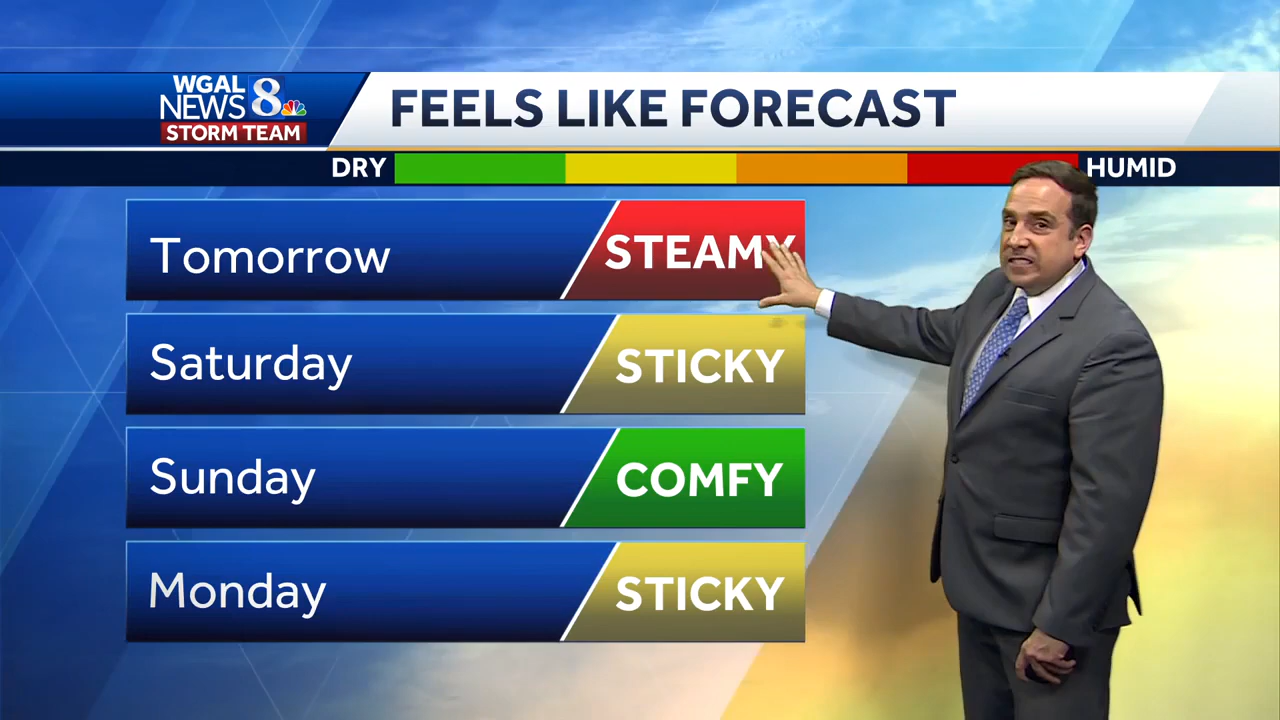 WGAL
NEWS 8
STORM TEAM
FEELS LIKE FORECAST
DRY
HUMID
Tomorrow
STEAMY
Saturday
STICKY
Sunday
COMFY
Monday
STICKY